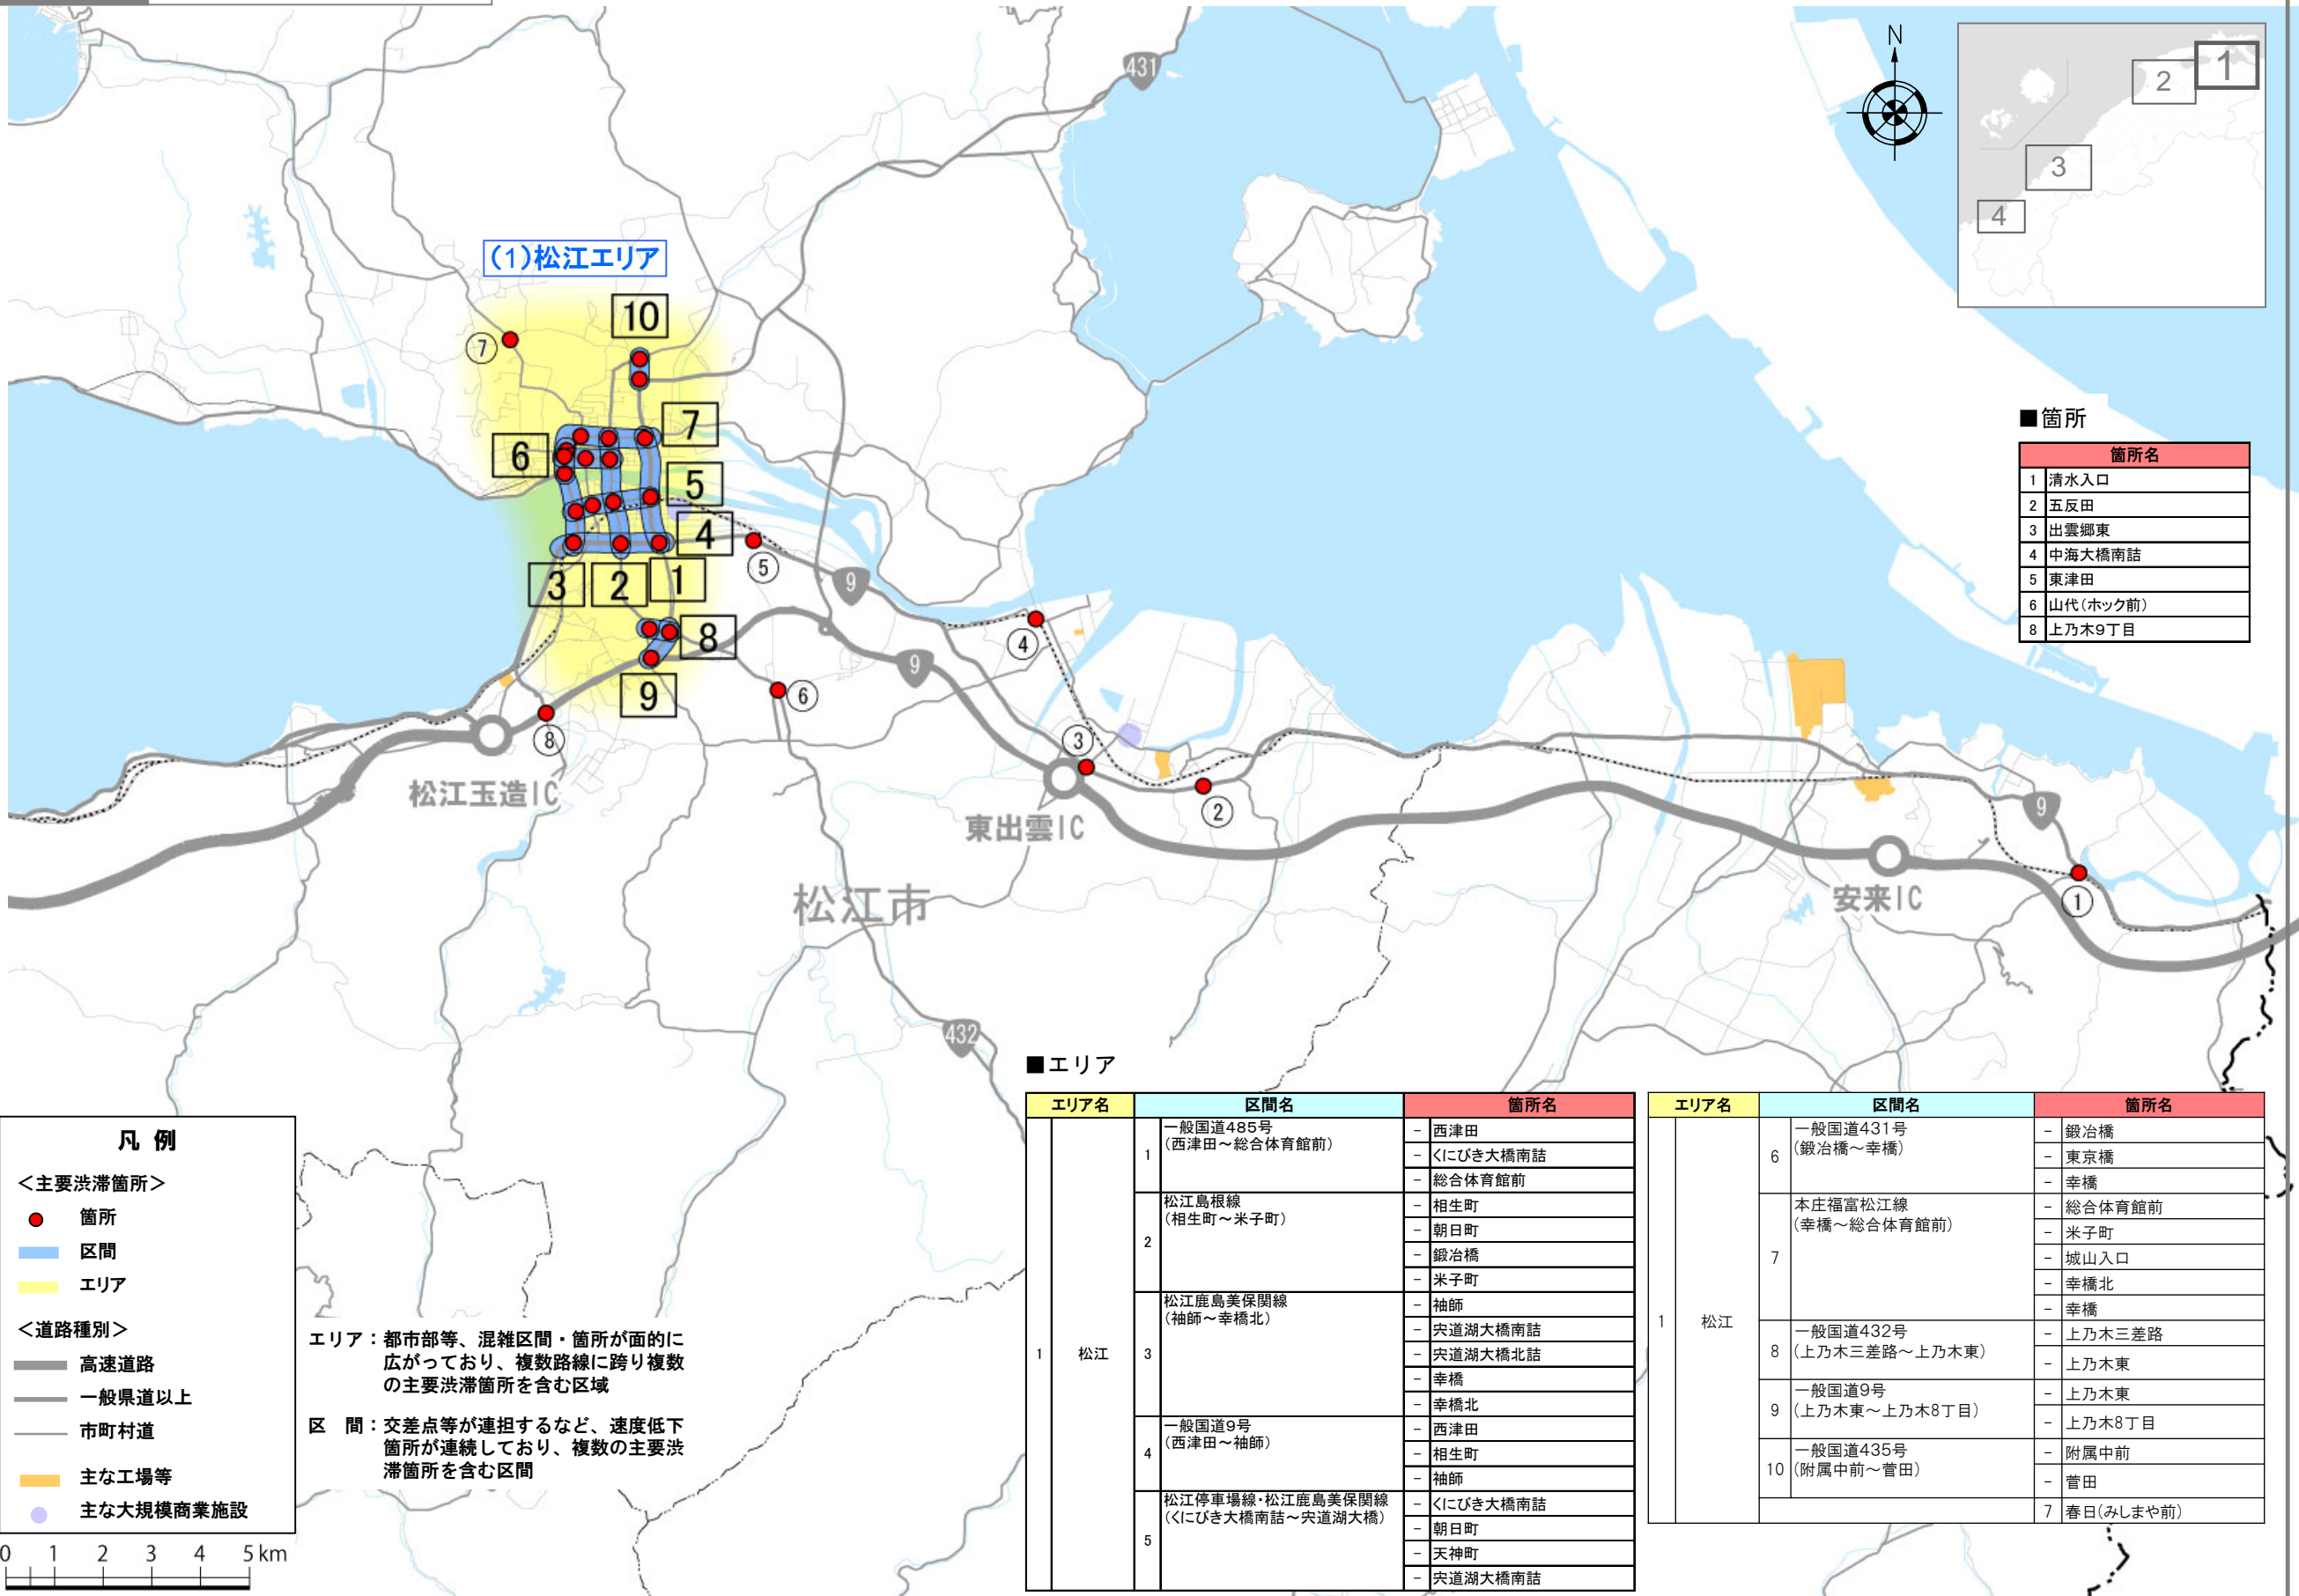 431
N
1
2
3
4
(1)松江エリア
10
7
7
6
5
4
5
3
2
1
9
8
4
9
9
6
8
3
2
松江玉造IC
東出雲IC
9
安来IC
1
松江市
432
■箇所
箇所名
1 清水入口
2 五反田
3 出雲郷東
4 中海大橋南詰
5 東津田
6 山代(ホック前)
8 上乃木9丁目
凡 例
<主要渋滞箇所>
箇所
区間
エリア
<道路種別>
高速道路
一般県道以上
市町村道
主な工場等
主な大規模商業施設
0 1 2 3 4 5km
エリア：都市部等、混雑区間・箇所が面的に
広がっており、複数路線に跨り複数
の主要渋滞箇所を含む区域
区　間：交差点等が連担するなど、速度低下
箇所が連続しており、複数の主要渋
滞箇所を含む区間
■エリア
エリア名 区間名 箇所名
1 松江
1 一般国道485号
(西津田～総合体育館前)
- 西津田
- くにびき大橋南詰
- 総合体育館前
2 松江島根線
(相生町～米子町)
- 相生町
- 朝日町
- 鍛冶橋
- 米子町
3 松江鹿島美保関線
(袖師～幸橋北)
- 袖師
- 宍道湖大橋南詰
- 宍道湖大橋北詰
- 幸橋
- 幸橋北
4 一般国道9号
(西津田～袖師)
- 西津田
- 相生町
- 袖師
5 松江停車場線･松江鹿島美保関線
(くにびき大橋南詰～宍道湖大橋)
- くにびき大橋南詰
- 朝日町
- 天神町
- 宍道湖大橋南詰
エリア名 区間名 箇所名
1 松江
6 一般国道431号
(鍛冶橋～幸橋)
- 鍛冶橋
- 東京橋
- 幸橋
7 本庄福富松江線
(幸橋～総合体育館前)
- 総合体育館前
- 米子町
- 城山入口
- 幸橋北
- 幸橋
8 一般国道432号
(上乃木三差路～上乃木東)
- 上乃木三差路
- 上乃木東
9 一般国道9号
(上乃木東～上乃木8丁目)
- 上乃木東
- 上乃木8丁目
10 一般国道435号
(附属中前～菅田)
- 附属中前
- 菅田
7 春日(みしまや前)